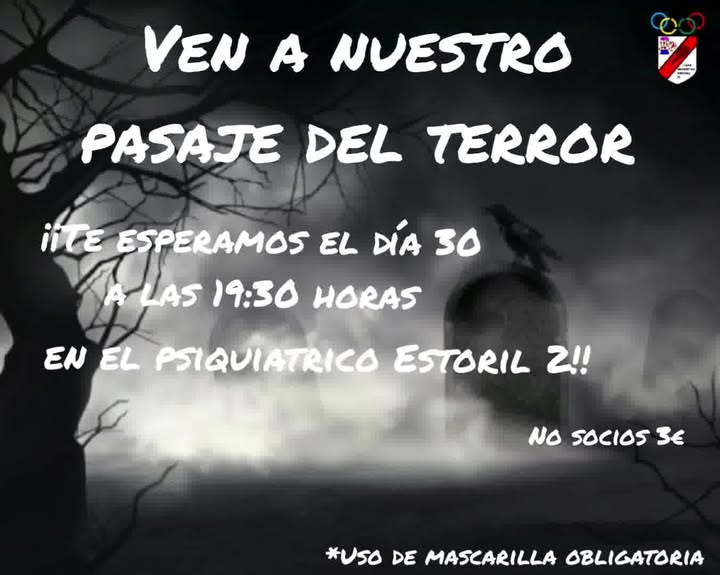 Ven a nuestro
pasaje del terror
¡¡Te esperamos el día 30
a las 19:30 horas
en el psiquiatrico Estoril 2!!
No socios 3€
*Uso de mascarilla obligatoria